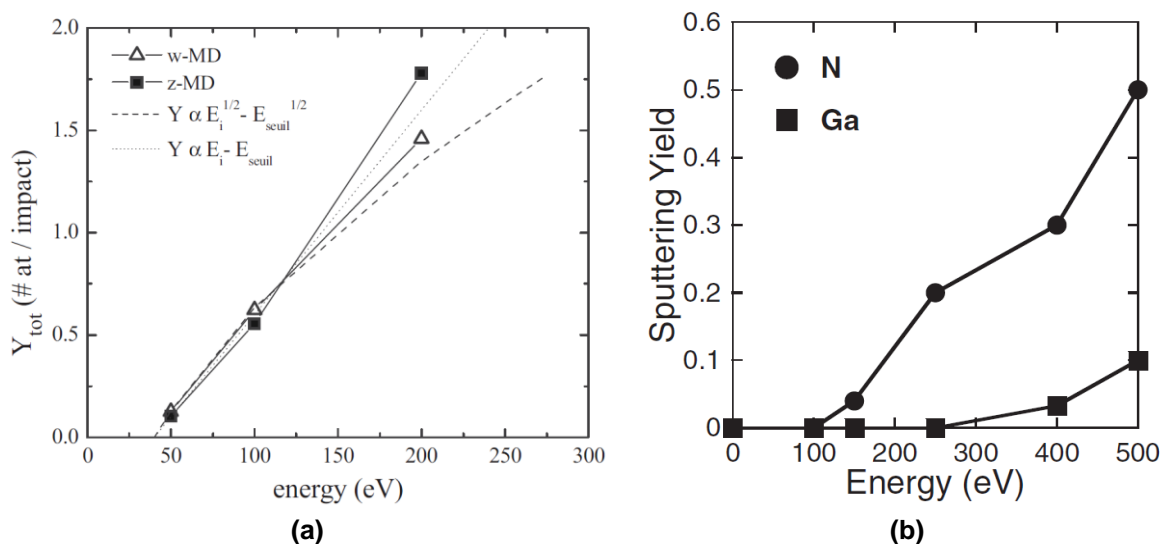 2.0
1.5
1.0
0.5
0.0
Y_tot (# at / impact)
w-MD
z-MD
Y α E_i^1/2 - E_seuil^1/2
Y α E_i - E_seuil
0 50 100 150 200 250 300
energy (eV)
(a)
0.6
0.5
0.4
0.3
0.2
0.1
0
Sputtering Yield
N
Ga
0 100 200 300 400 500
Energy (eV)
(b)